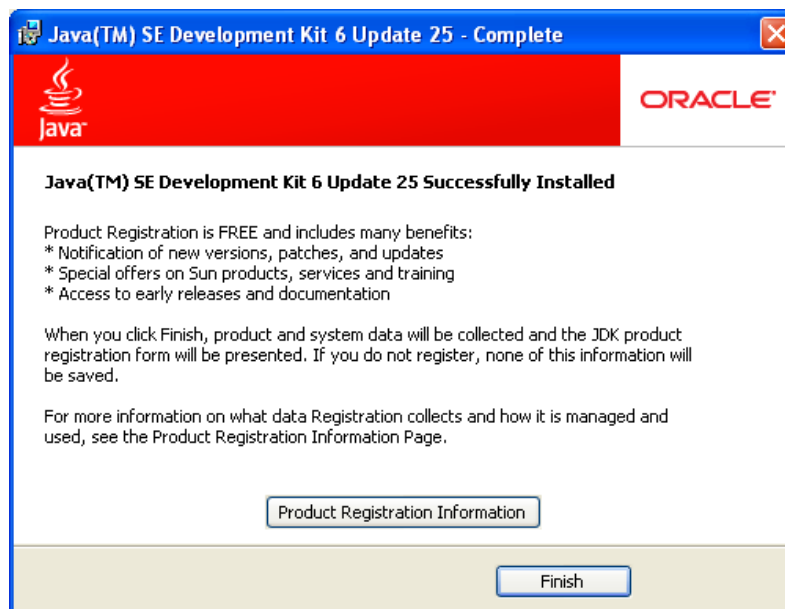 Java(TM) SE Development Kit 6 Update 25 - Complete
Java™
ORACLE®
Java(TM) SE Development Kit 6 Update 25 Successfully Installed
Product Registration is FREE and includes many benefits:
* Notification of new versions, patches, and updates
* Special offers on Sun products, services and training
* Access to early releases and documentation
When you click Finish, product and system data will be collected and the JDK product
registration form will be presented. If you do not register, none of this information will
be saved.
For more information on what data Registration collects and how it is managed and
used, see the Product Registration Information Page.
Product Registration Information
Finish